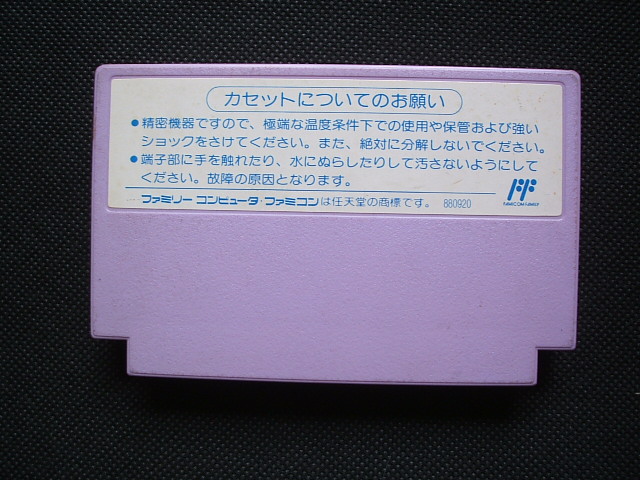 カセットについてのお願い
●精密機器ですので、極端な温度条件下での使用や保管および強い
ショックをさけてください。また、絶対に分解しないでください。
●端子部に手を触れたり、水にぬらしたりして汚さないようにして
ください。故障の原因となります。
ファミリーコンピュータ・ファミコンは任天堂の商標です。 880920
FAMICOM FAMILY